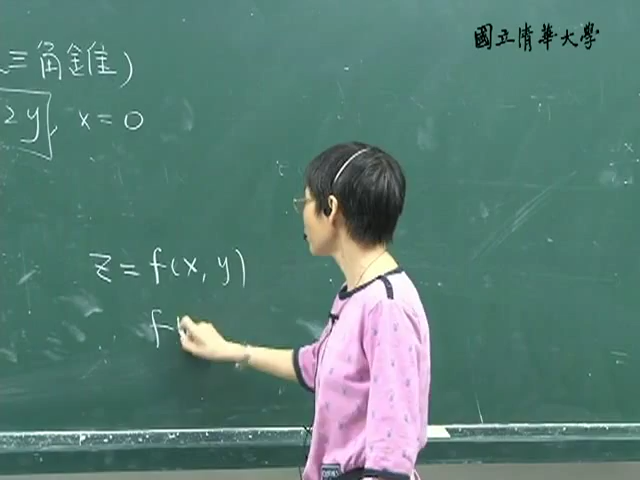 國立清華大學
三角錐)
2y, x=0
z=f(x,y)
f